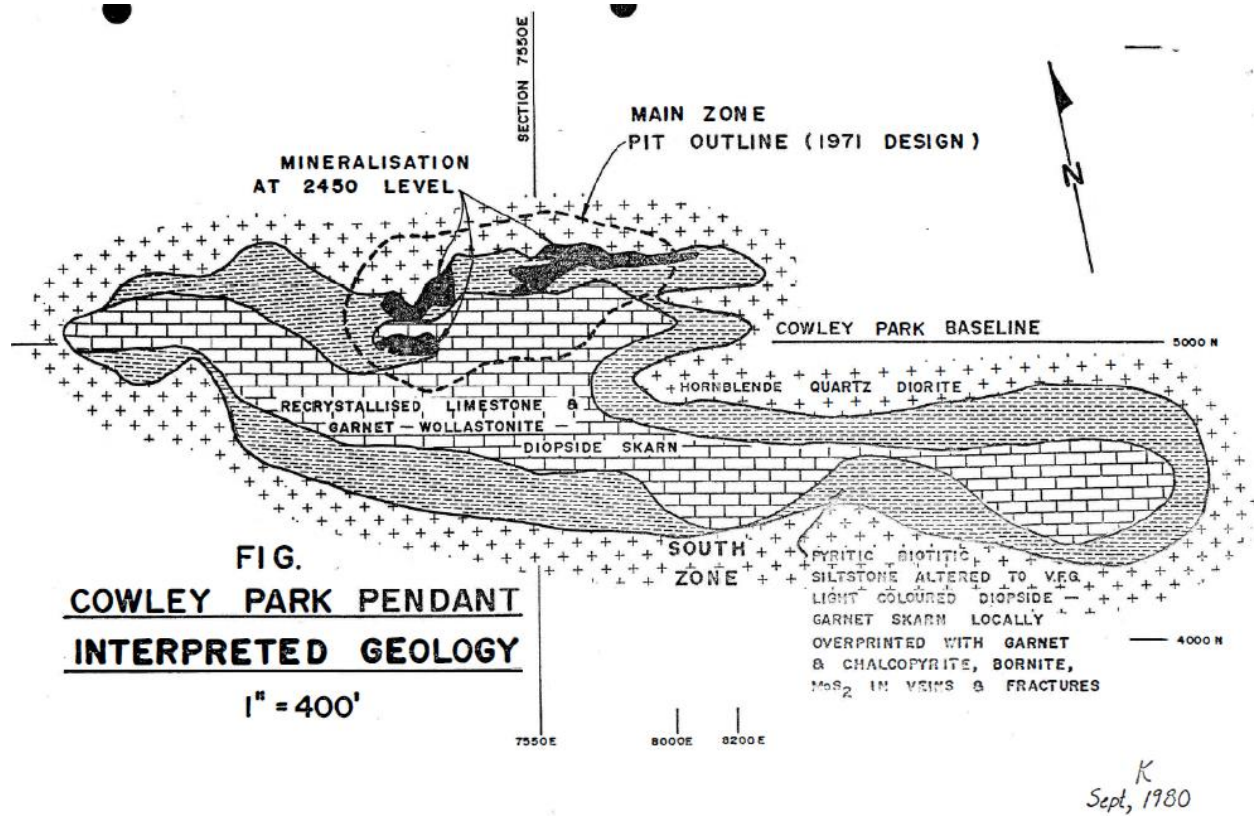 SECTION 7550E
MAIN ZONE
PIT OUTLINE (1971 DESIGN)
MINERALISATION
AT 2450 LEVEL
N
COWLEY PARK BASELINE
5000 N
HORNBLENDE QUARTZ DIORITE
RECRYSTALLISED LIMESTONE &
GARNET — WOLLASTONITE —
DIOPSIDE SKARN
SOUTH
ZONE
PYRITIC BIOTITIC
SILTSTONE ALTERED TO V.F.G.
LIGHT COLOURED DIOPSIDE —
GARNET SKARN LOCALLY
OVERPRINTED WITH GARNET
& CHALCOPYRITE, BORNITE,
MoS2 IN VEINS & FRACTURES
4000 N
FIG.
COWLEY PARK PENDANT
INTERPRETED GEOLOGY
1" = 400'
7550E
8000E
8200E
K
Sept, 1980